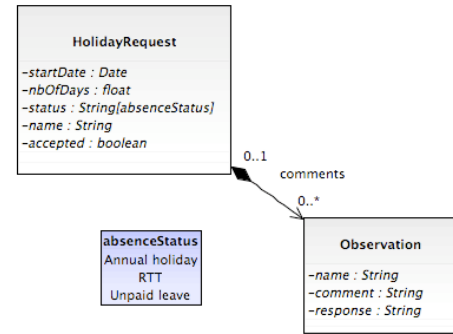 HolidayRequest
-startDate : Date
-nbOfDays : float
-status : String[absenceStatus]
-name : String
-accepted : boolean
0..1
comments
0..*
absenceStatus
Annual holiday
RTT
Unpaid leave
Observation
-name : String
-comment : String
-response : String